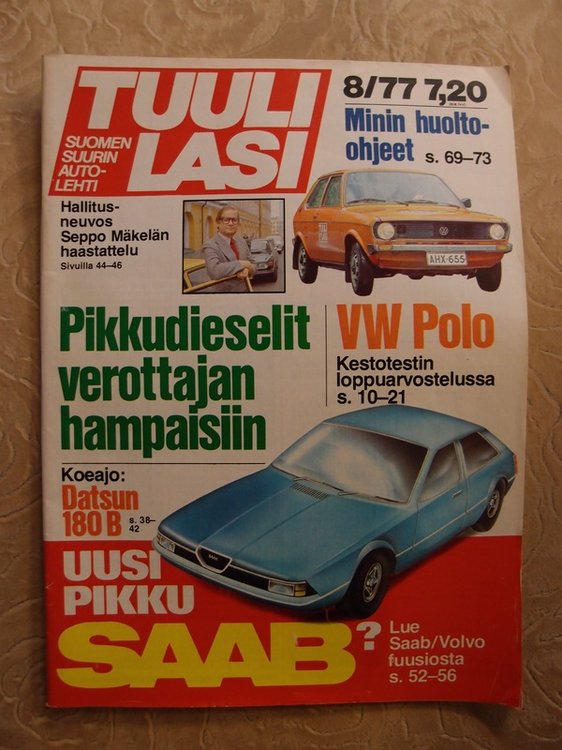 TUULI
LASI
SUOMEN
SUURIN
AUTO-
LEHTI
8/77 7,20
Minin huolto-
ohjeet s. 69–73
Hallitus-
neuvos
Seppo Mäkelän
haastattelu
Sivuilla 44–46
AHX-655
Pikkudieselit
verottajan
hampaisiin
VW Polo
Kestotestin
loppuarvostelussa
s. 10–21
Koeajo:
Datsun
180 B s. 38–
42
UUSI
PIKKU
SAAB?
Lue
Saab/Volvo
fuusiosta
s. 52–56